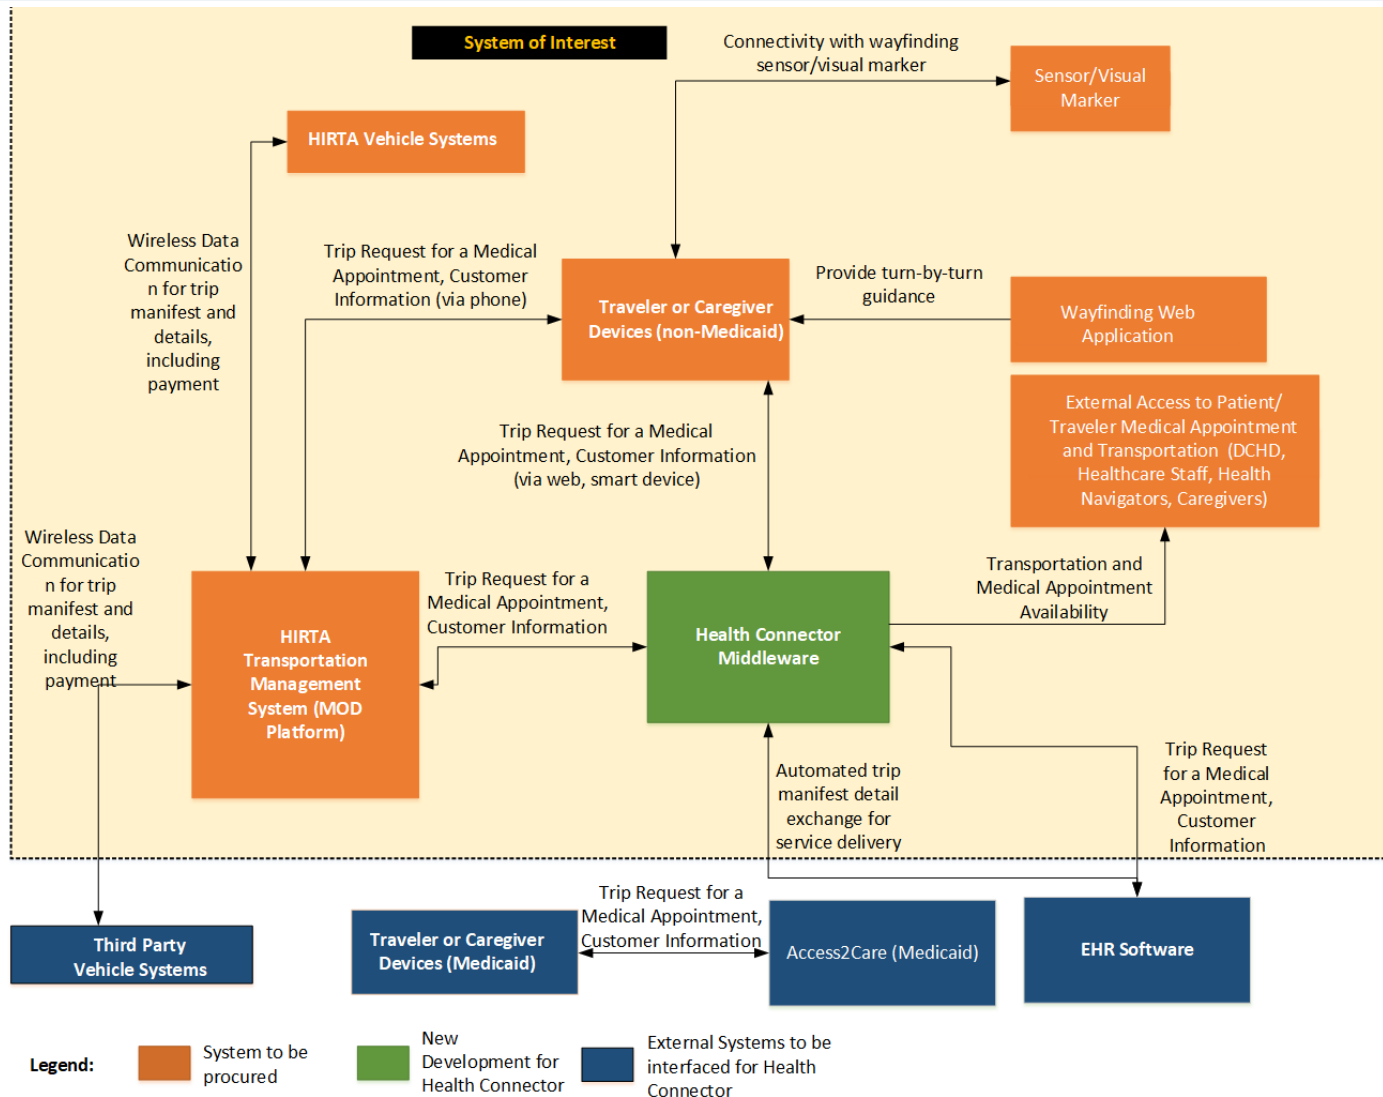 System of Interest
Connectivity with wayfinding
sensor/visual marker
Sensor/Visual
Marker
HIRTA Vehicle Systems
Wireless Data
Communicatio
n for trip
manifest and
details,
including
payment
Trip Request for a Medical
Appointment, Customer
Information (via phone)
Traveler or Caregiver
Devices (non-Medicaid)
Provide turn-by-turn
guidance
Wayfinding Web
Application
External Access to Patient/
Traveler Medical Appointment
and Transportation (DCHD,
Healthcare Staff, Health
Navigators, Caregivers)
Trip Request for a Medical
Appointment, Customer Information
(via web, smart device)
Wireless Data
Communicatio
n for trip
manifest and
details,
including
payment
HIRTA
Transportation
Management
System (MOD
Platform)
Trip Request for a
Medical Appointment,
Customer Information
Health Connector
Middleware
Transportation and
Medical Appointment
Availability
Automated trip
manifest detail
exchange for
service delivery
Trip Request
for a Medical
Appointment,
Customer
Information
Third Party
Vehicle Systems
Traveler or Caregiver
Devices (Medicaid)
Trip Request for a
Medical Appointment,
Customer Information
Access2Care (Medicaid)
EHR Software
Legend:
System to be
procured
New
Development for
Health Connector
External Systems to be
interfaced for Health
Connector